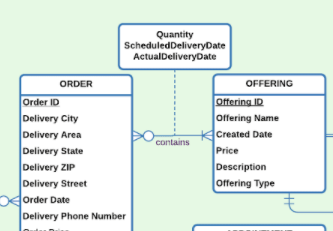 Quantity
ScheduledDeliveryDate
ActualDeliveryDate
ORDER
Order ID
Delivery City
Delivery Area
Delivery State
Delivery ZIP
Delivery Street
Order Date
Delivery Phone Number
contains
OFFERING
Offering ID
Offering Name
Created Date
Price
Description
Offering Type